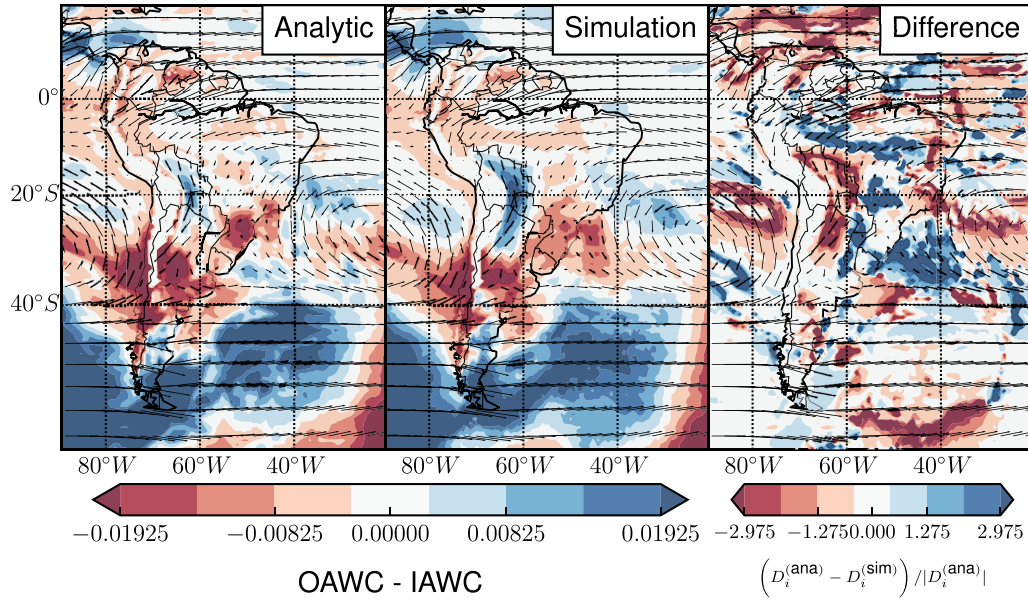 Analytic Simulation Difference
0°
20°S
40°S
80°W 60°W 40°W 80°W 60°W 40°W 80°W 60°W 40°W
−0.01925 −0.00825 0.00000 0.00825 0.01925 −2.975 −1.275 0.000 1.275 2.975
OAWC - IAWC
(D_i^(ana) − D_i^(sim)) / |D_i^(ana)|